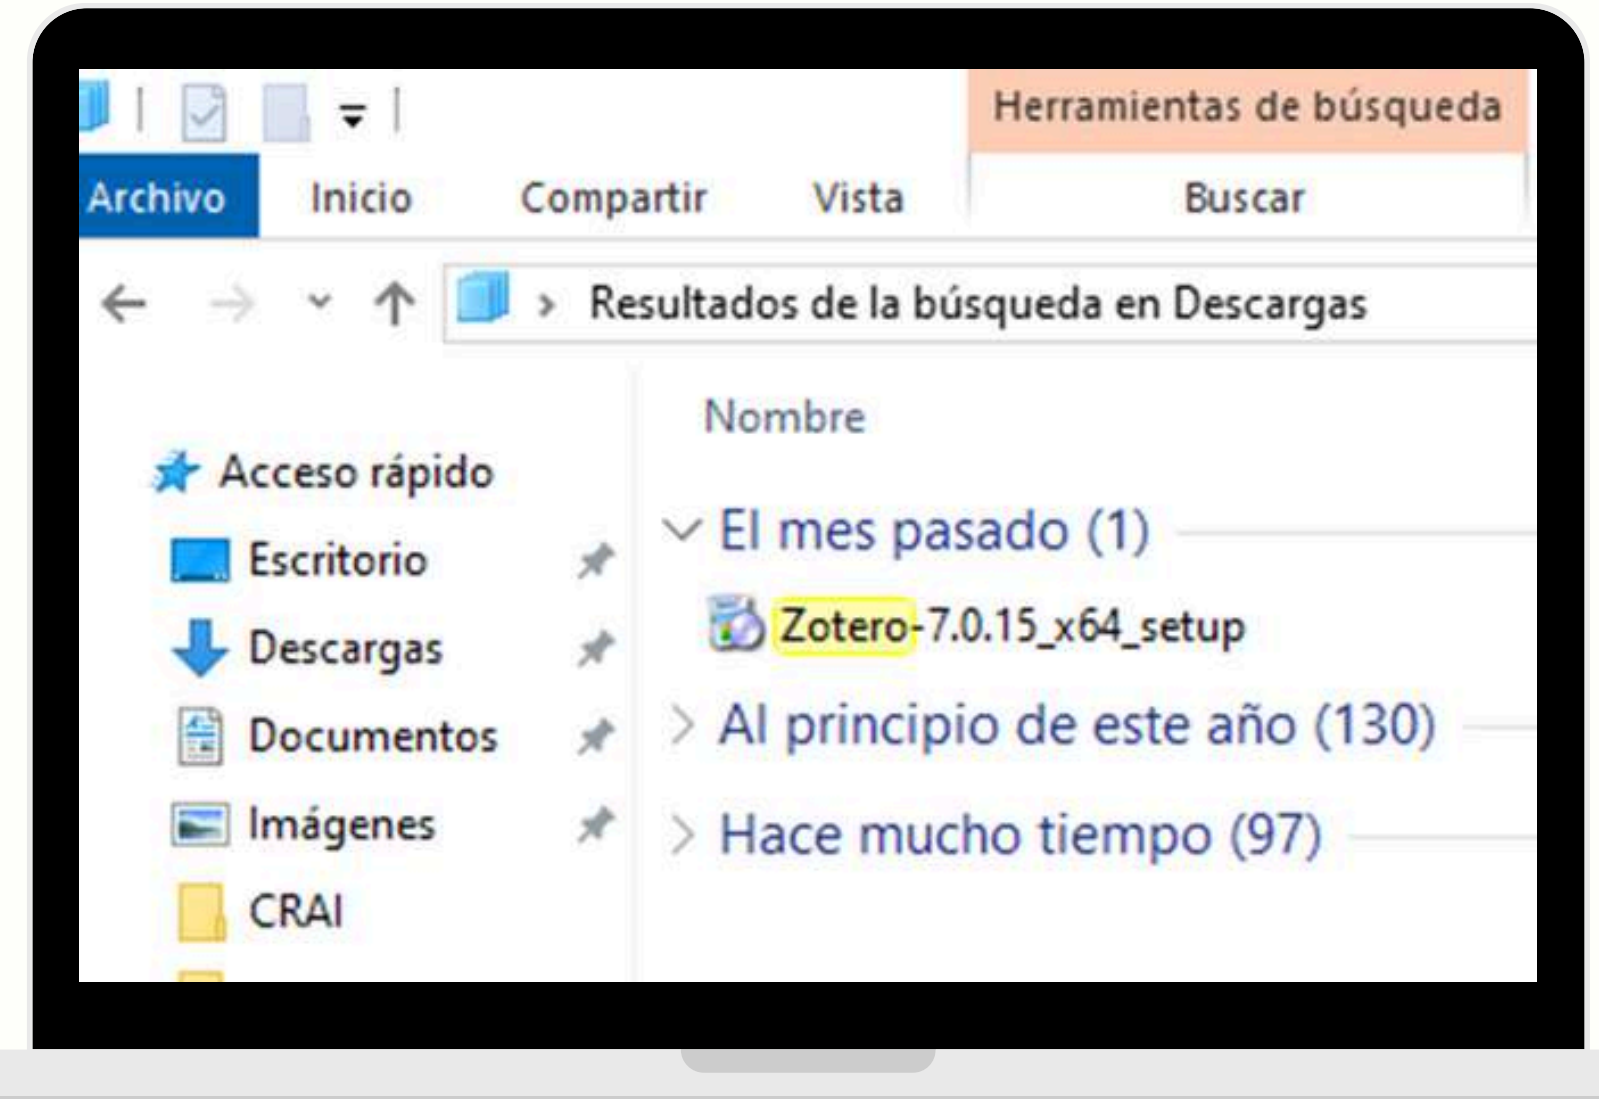 Herramientas de búsqueda
Archivo Inicio Compartir Vista Buscar
Resultados de la búsqueda en Descargas
Nombre
Acceso rápido
Escritorio
Descargas
Documentos
Imágenes
CRAI
El mes pasado (1)
Zotero-7.0.15_x64_setup
Al principio de este año (130)
Hace mucho tiempo (97)